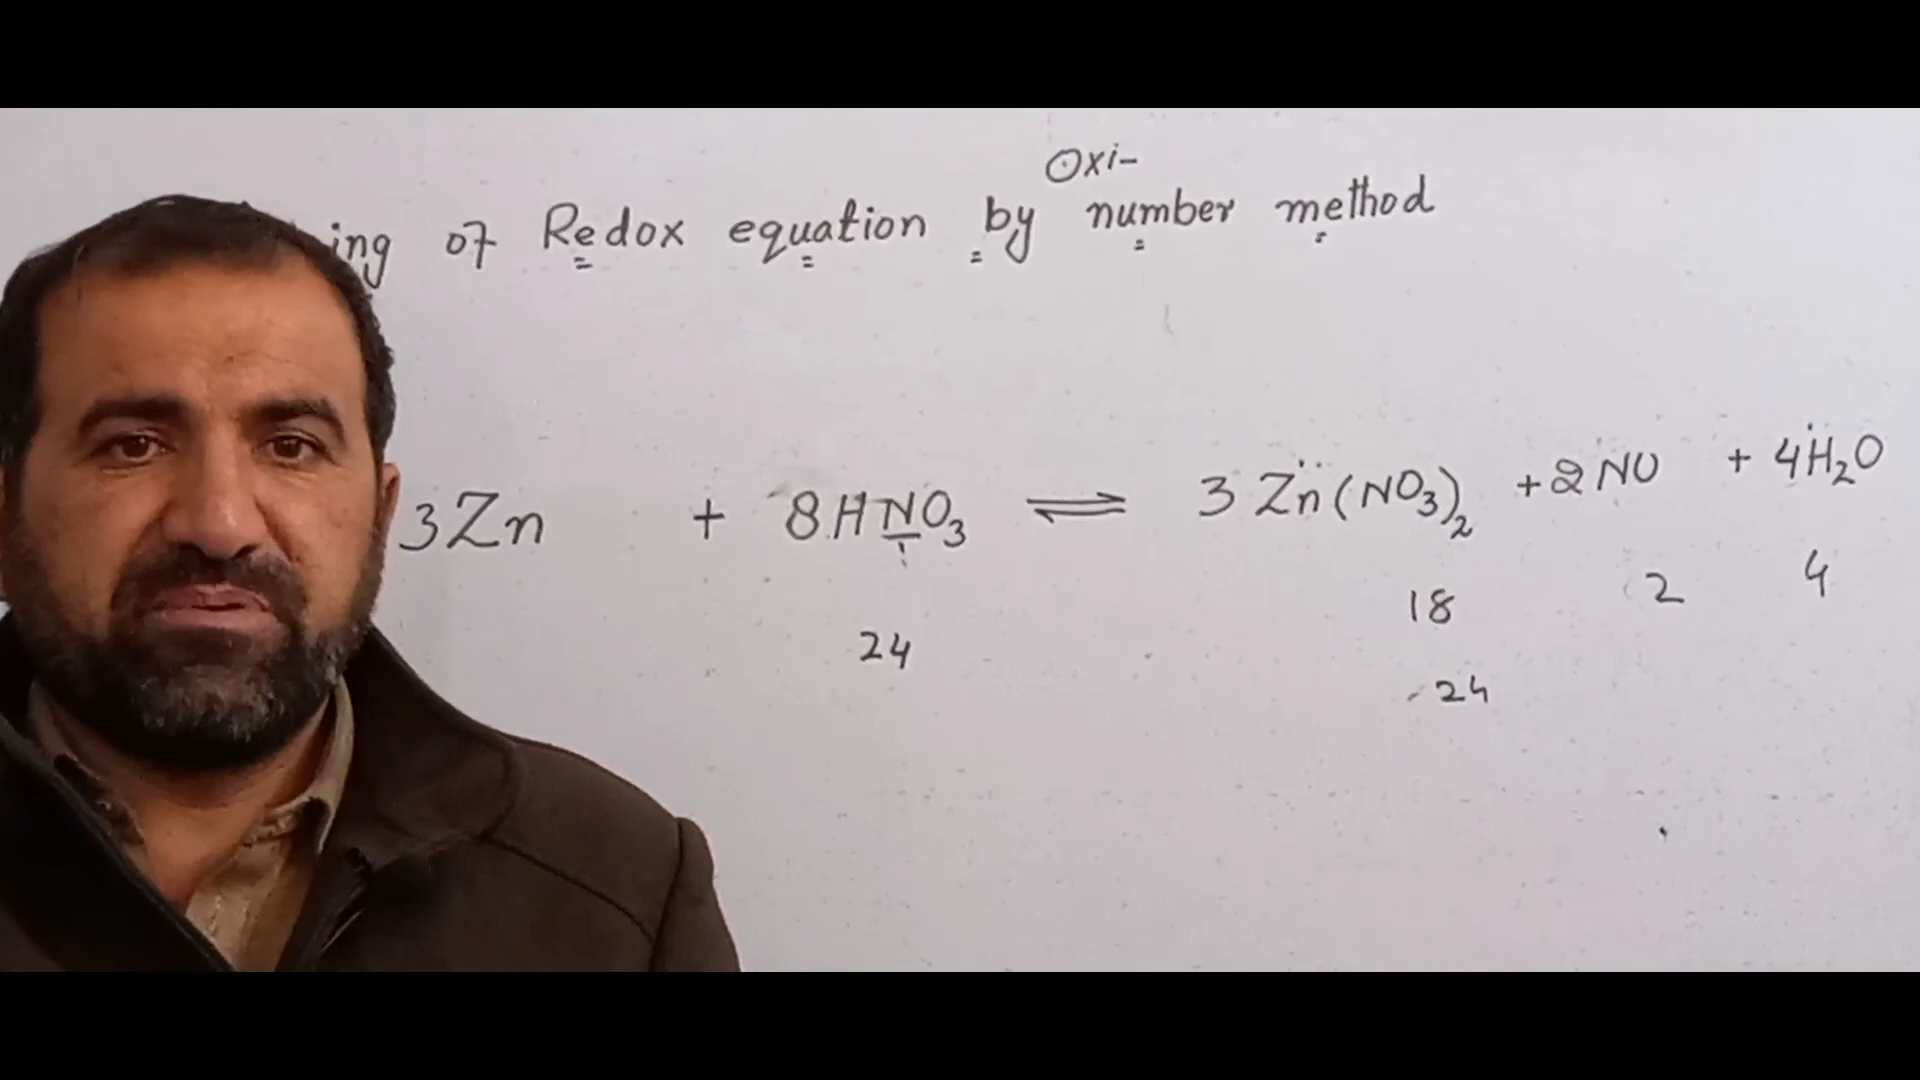 Oxi-
ing of Redox equation by number method
3Zn + 8HNO₃ ⇌ 3Zn(NO₃)₂ + 2NO + 4H₂O
18 2 4
24
24